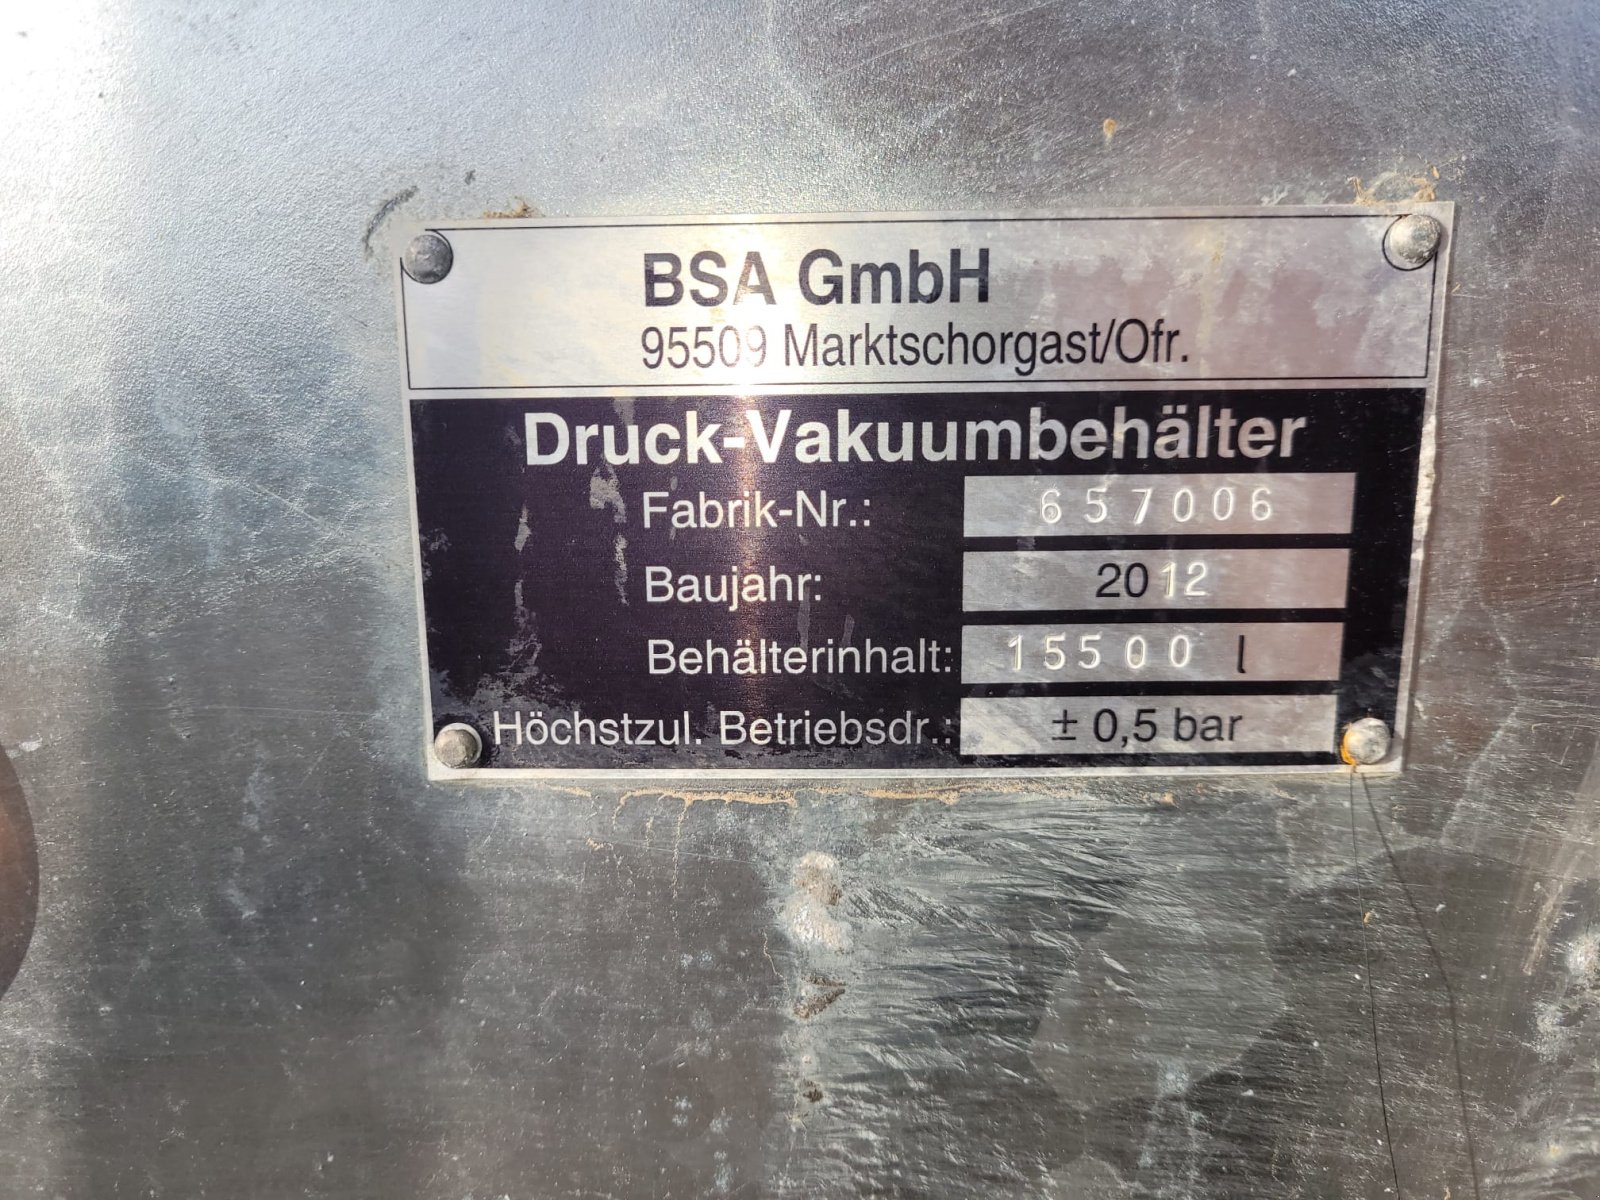 BSA GmbH
95509 Marktschorgast/Ofr.
Druck-Vakuumbehälter
Fabrik-Nr.: 657006
Baujahr: 2012
Behälterinhalt: 15500 l
Höchstzul. Betriebsdr.: ± 0,5 bar